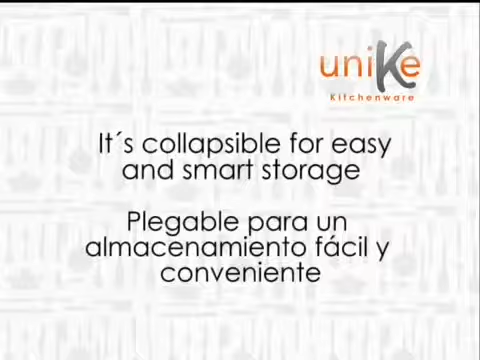 uniKe
Kitchenware
It´s collapsible for easy
and smart storage
Plegable para un
almacenamiento fácil y
conveniente